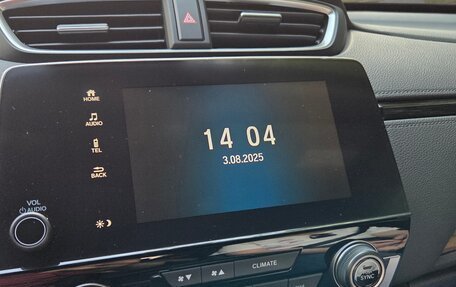 HOME
AUDIO
TEL
BACK
VOL
AUDIO
14 04
3.08.2025
CLIMATE
SYNC